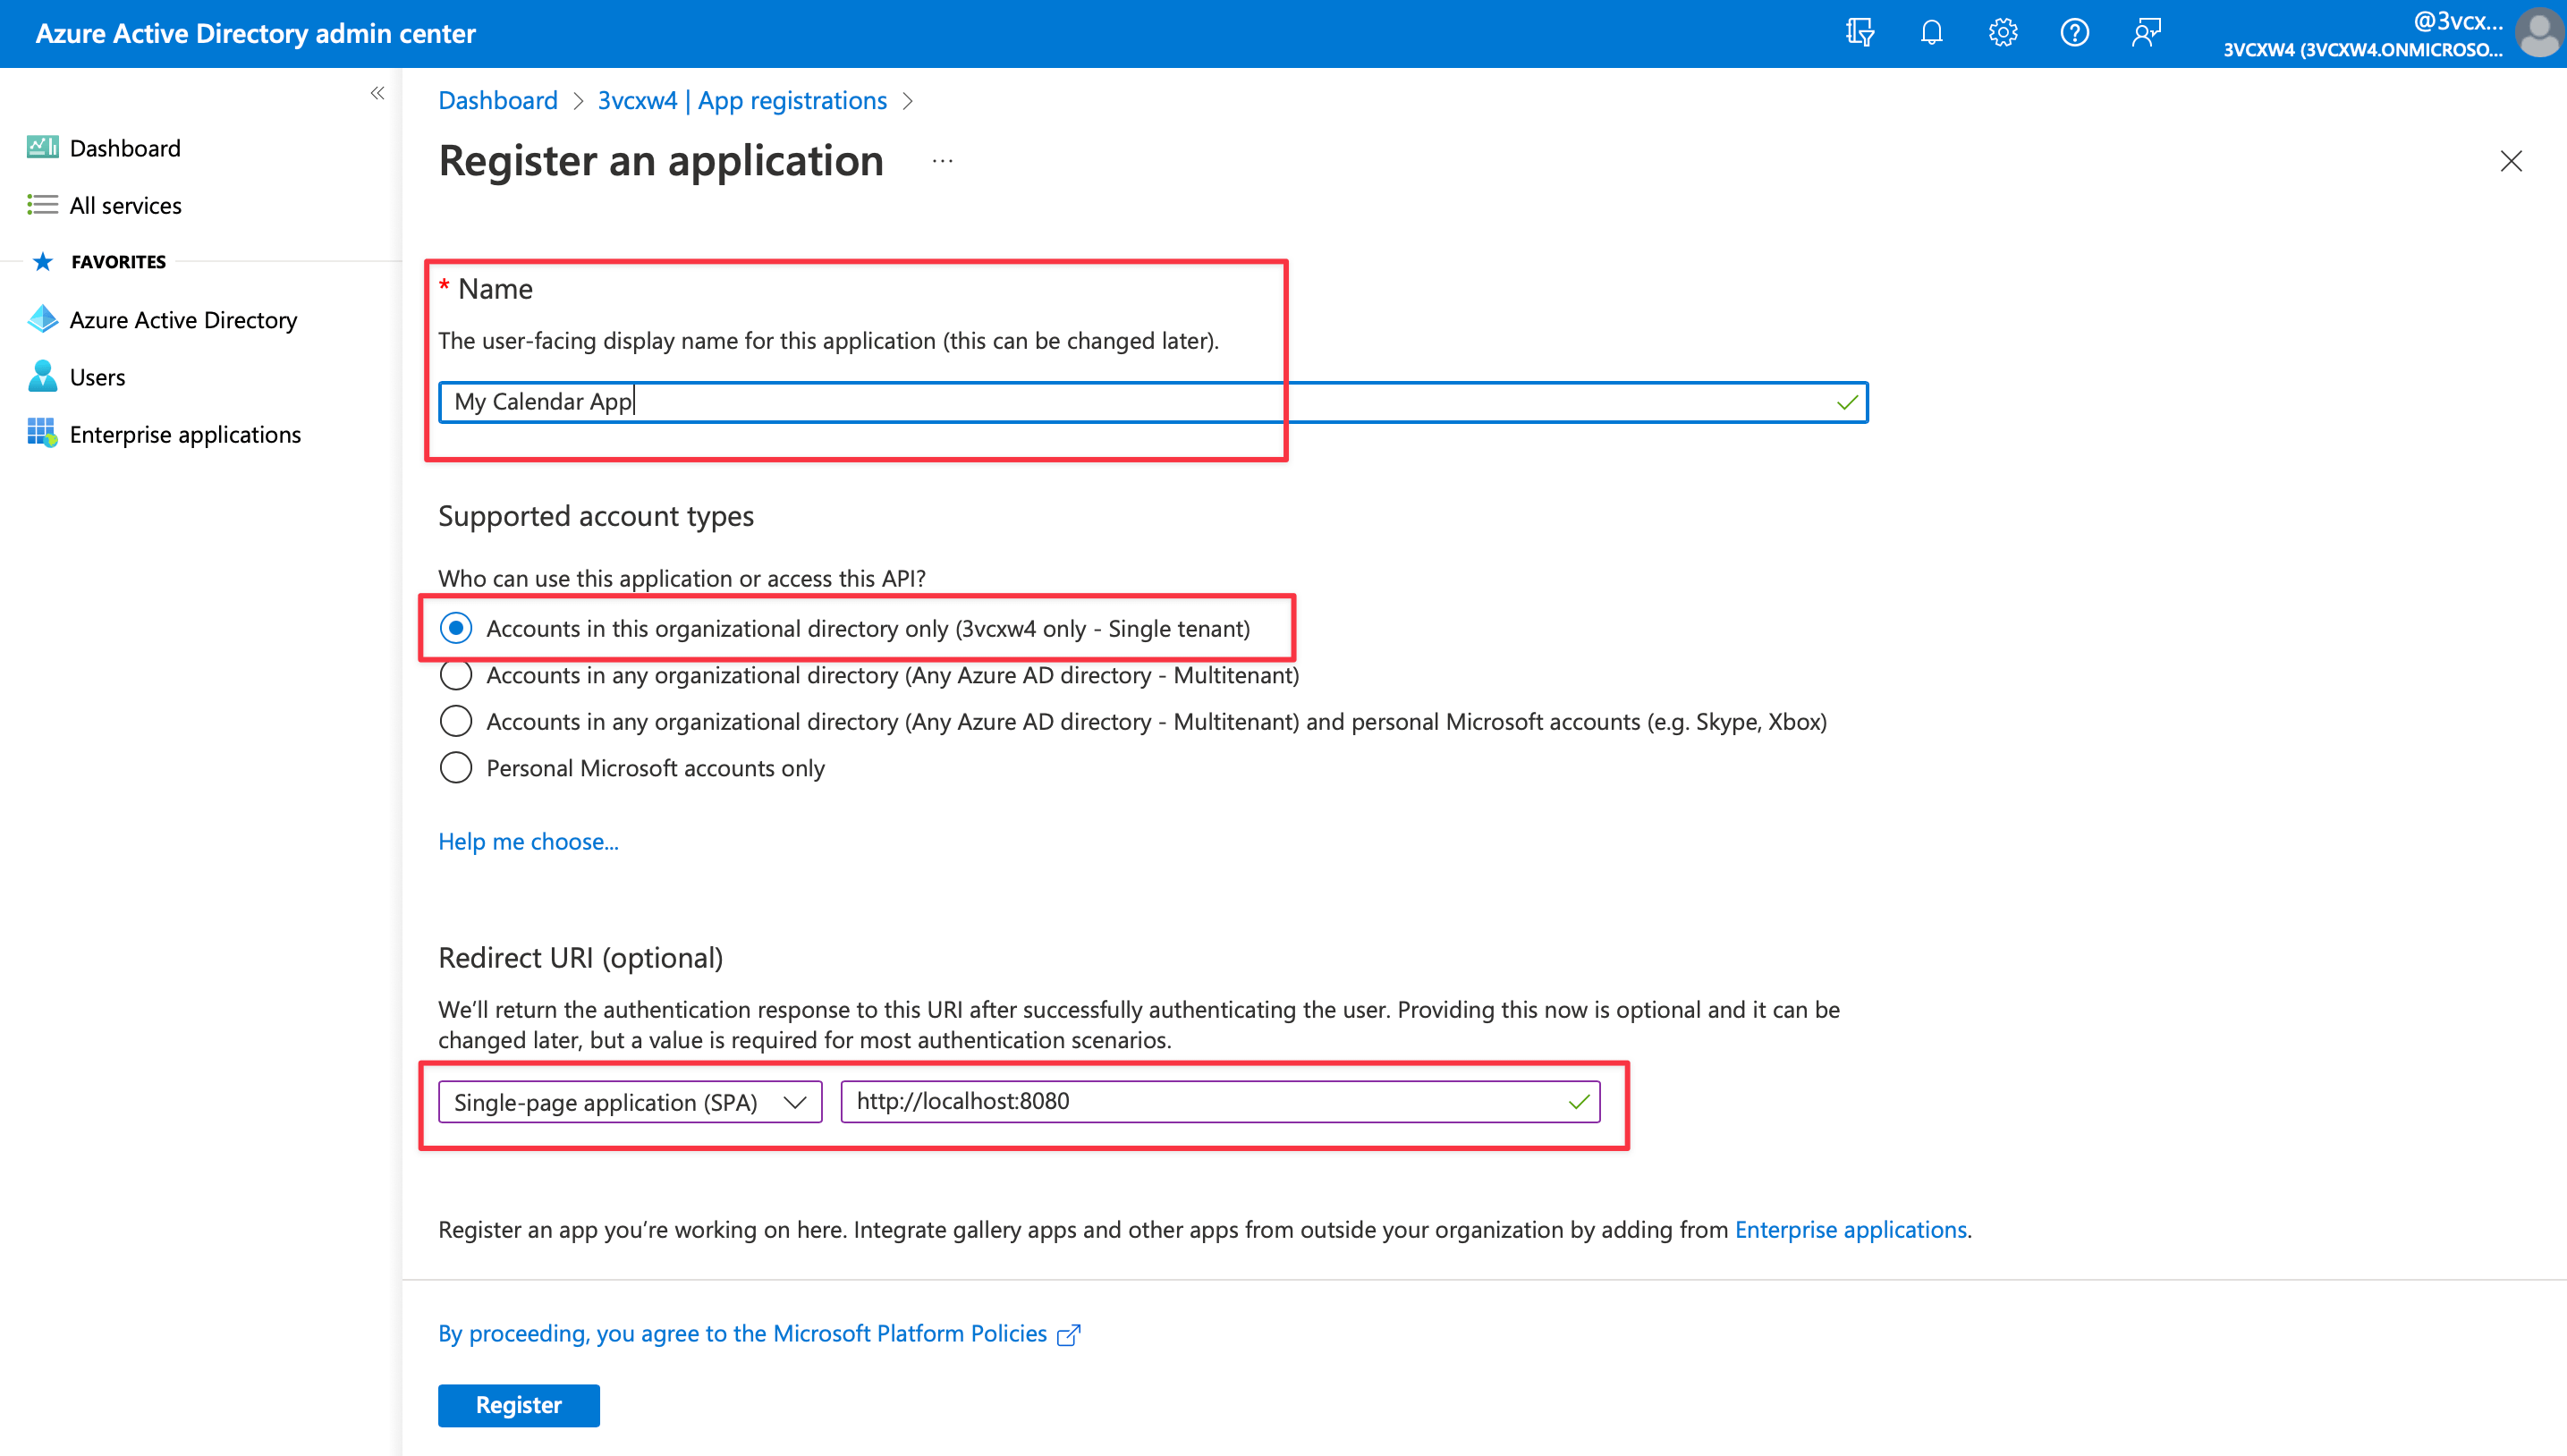 Azure Active Directory admin center
@3vcx...
3VCXW4 (3VCXW4.ONMICROSO...
Dashboard
All services
FAVORITES
Azure Active Directory
Users
Enterprise applications
Dashboard > 3vcxw4 | App registrations >
Register an application ...
* Name
The user-facing display name for this application (this can be changed later).
My Calendar App
Supported account types
Who can use this application or access this API?
Accounts in this organizational directory only (3vcxw4 only - Single tenant)
Accounts in any organizational directory (Any Azure AD directory - Multitenant)
Accounts in any organizational directory (Any Azure AD directory - Multitenant) and personal Microsoft accounts (e.g. Skype, Xbox)
Personal Microsoft accounts only
Help me choose...
Redirect URI (optional)
We’ll return the authentication response to this URI after successfully authenticating the user. Providing this now is optional and it can be
changed later, but a value is required for most authentication scenarios.
Single-page application (SPA)
http://localhost:8080
Register an app you’re working on here. Integrate gallery apps and other apps from outside your organization by adding from Enterprise applications.
By proceeding, you agree to the Microsoft Platform Policies
Register